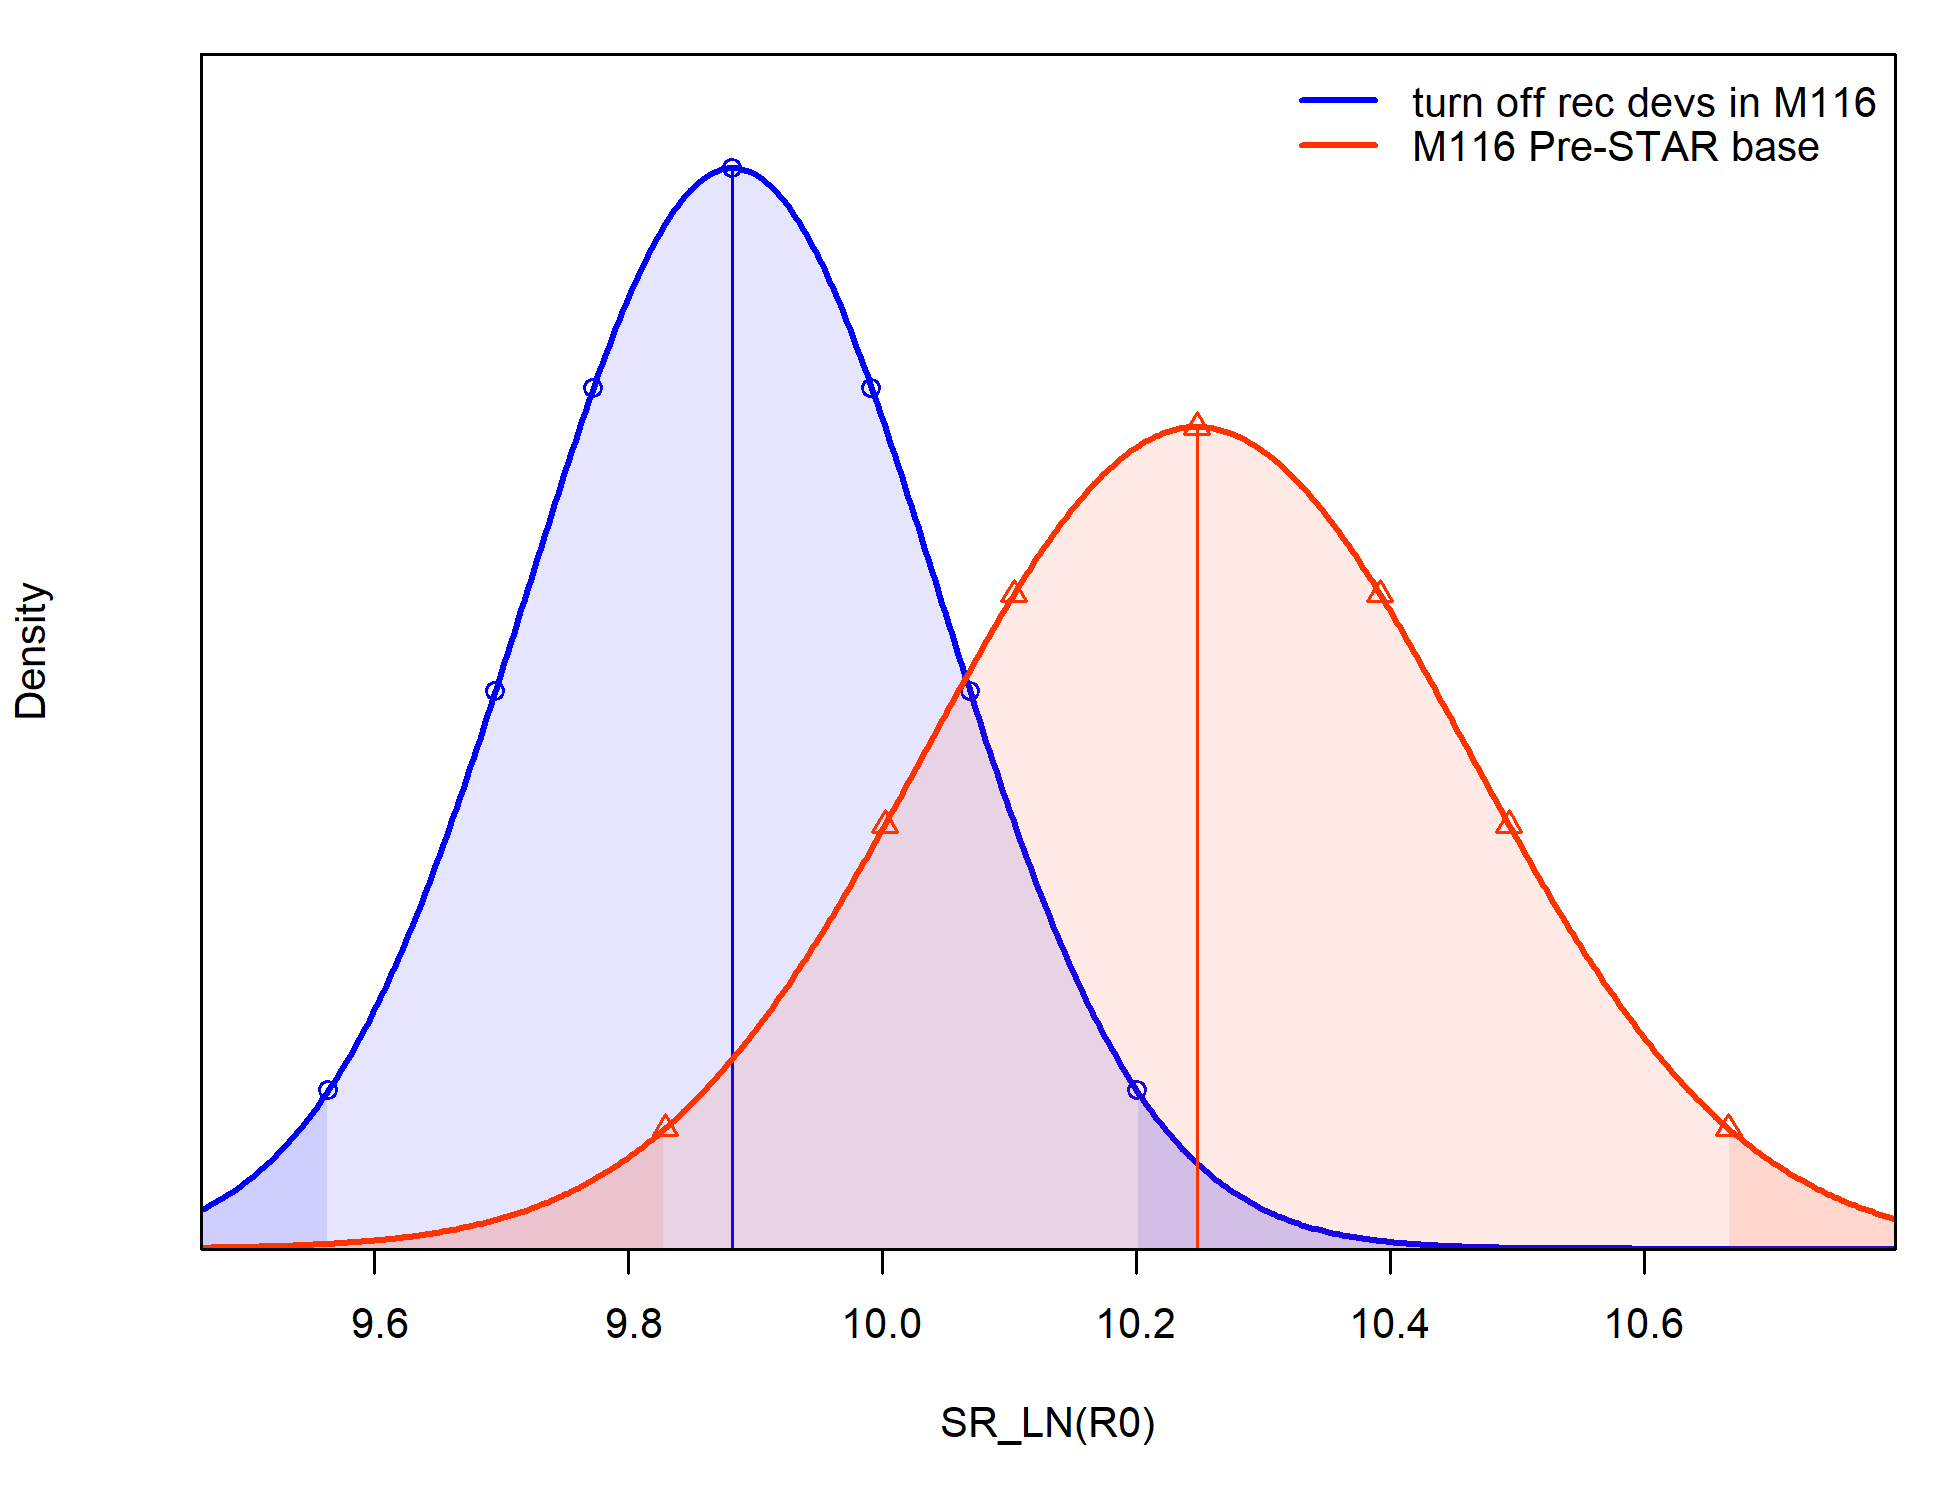 turn off rec devs in M116
M116 Pre-STAR base
Density
9.6 9.8 10.0 10.2 10.4 10.6
SR_LN(R0)